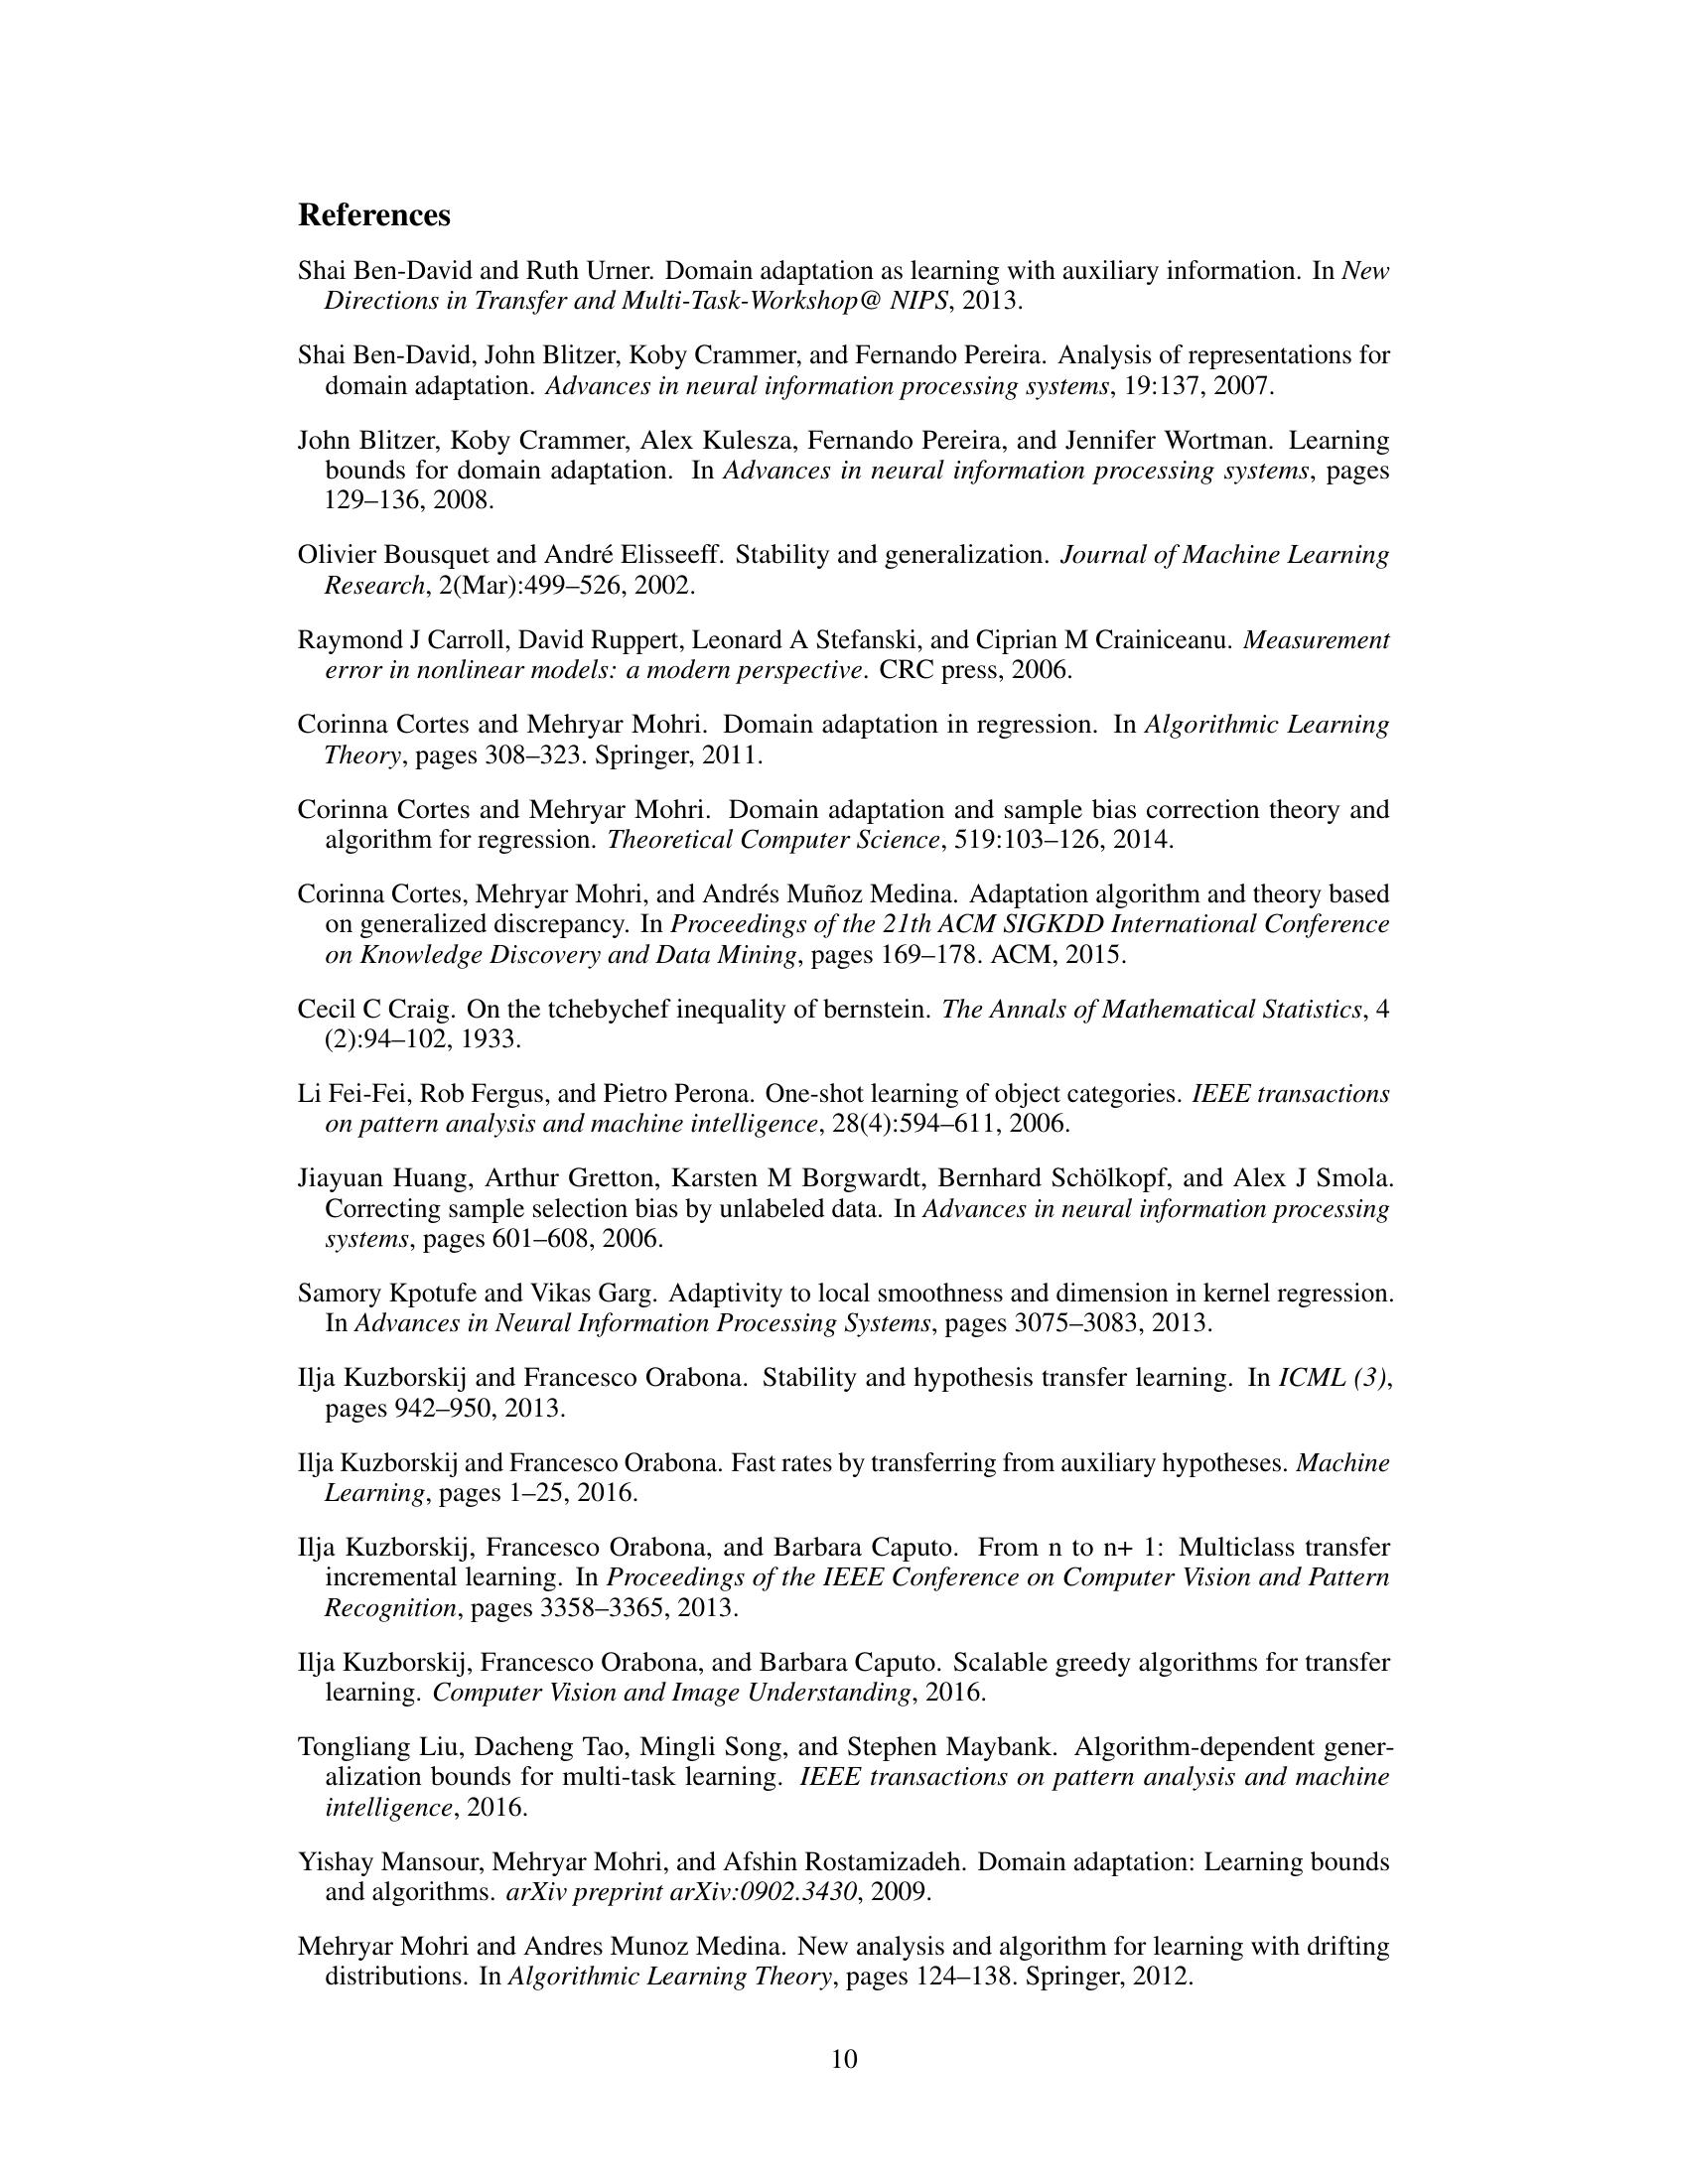 References
Shai Ben-David and Ruth Urner. Domain adaptation as learning with auxiliary information. In New
Directions in Transfer and Multi-Task-Workshop@ NIPS, 2013.
Shai Ben-David, John Blitzer, Koby Crammer, and Fernando Pereira. Analysis of representations for
domain adaptation. Advances in neural information processing systems, 19:137, 2007.
John Blitzer, Koby Crammer, Alex Kulesza, Fernando Pereira, and Jennifer Wortman. Learning
bounds for domain adaptation. In Advances in neural information processing systems, pages
129–136, 2008.
Olivier Bousquet and André Elisseeff. Stability and generalization. Journal of Machine Learning
Research, 2(Mar):499–526, 2002.
Raymond J Carroll, David Ruppert, Leonard A Stefanski, and Ciprian M Crainiceanu. Measurement
error in nonlinear models: a modern perspective. CRC press, 2006.
Corinna Cortes and Mehryar Mohri. Domain adaptation in regression. In Algorithmic Learning
Theory, pages 308–323. Springer, 2011.
Corinna Cortes and Mehryar Mohri. Domain adaptation and sample bias correction theory and
algorithm for regression. Theoretical Computer Science, 519:103–126, 2014.
Corinna Cortes, Mehryar Mohri, and Andrés Muñoz Medina. Adaptation algorithm and theory based
on generalized discrepancy. In Proceedings of the 21th ACM SIGKDD International Conference
on Knowledge Discovery and Data Mining, pages 169–178. ACM, 2015.
Cecil C Craig. On the tchebychef inequality of bernstein. The Annals of Mathematical Statistics, 4
(2):94–102, 1933.
Li Fei-Fei, Rob Fergus, and Pietro Perona. One-shot learning of object categories. IEEE transactions
on pattern analysis and machine intelligence, 28(4):594–611, 2006.
Jiayuan Huang, Arthur Gretton, Karsten M Borgwardt, Bernhard Schölkopf, and Alex J Smola.
Correcting sample selection bias by unlabeled data. In Advances in neural information processing
systems, pages 601–608, 2006.
Samory Kpotufe and Vikas Garg. Adaptivity to local smoothness and dimension in kernel regression.
In Advances in Neural Information Processing Systems, pages 3075–3083, 2013.
Ilja Kuzborskij and Francesco Orabona. Stability and hypothesis transfer learning. In ICML (3),
pages 942–950, 2013.
Ilja Kuzborskij and Francesco Orabona. Fast rates by transferring from auxiliary hypotheses. Machine
Learning, pages 1–25, 2016.
Ilja Kuzborskij, Francesco Orabona, and Barbara Caputo. From n to n+ 1: Multiclass transfer
incremental learning. In Proceedings of the IEEE Conference on Computer Vision and Pattern
Recognition, pages 3358–3365, 2013.
Ilja Kuzborskij, Francesco Orabona, and Barbara Caputo. Scalable greedy algorithms for transfer
learning. Computer Vision and Image Understanding, 2016.
Tongliang Liu, Dacheng Tao, Mingli Song, and Stephen Maybank. Algorithm-dependent gener-
alization bounds for multi-task learning. IEEE transactions on pattern analysis and machine
intelligence, 2016.
Yishay Mansour, Mehryar Mohri, and Afshin Rostamizadeh. Domain adaptation: Learning bounds
and algorithms. arXiv preprint arXiv:0902.3430, 2009.
Mehryar Mohri and Andres Munoz Medina. New analysis and algorithm for learning with drifting
distributions. In Algorithmic Learning Theory, pages 124–138. Springer, 2012.
10